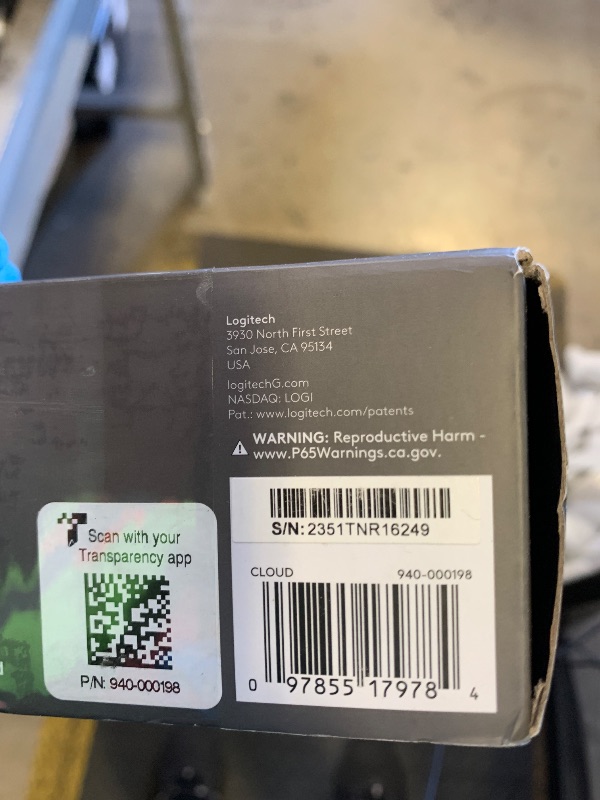 Logitech
3930 North First Street
San Jose, CA 95134
USA
logitechG.com
NASDAQ: LOGI
Pat.: www.logitech.com/patents
WARNING: Reproductive Harm -
www.P65Warnings.ca.gov.
S/N: 2351TNR16249
CLOUD 940-000198
0 97855 17978 4
Scan with your
Transparency app
P/N: 940-000198